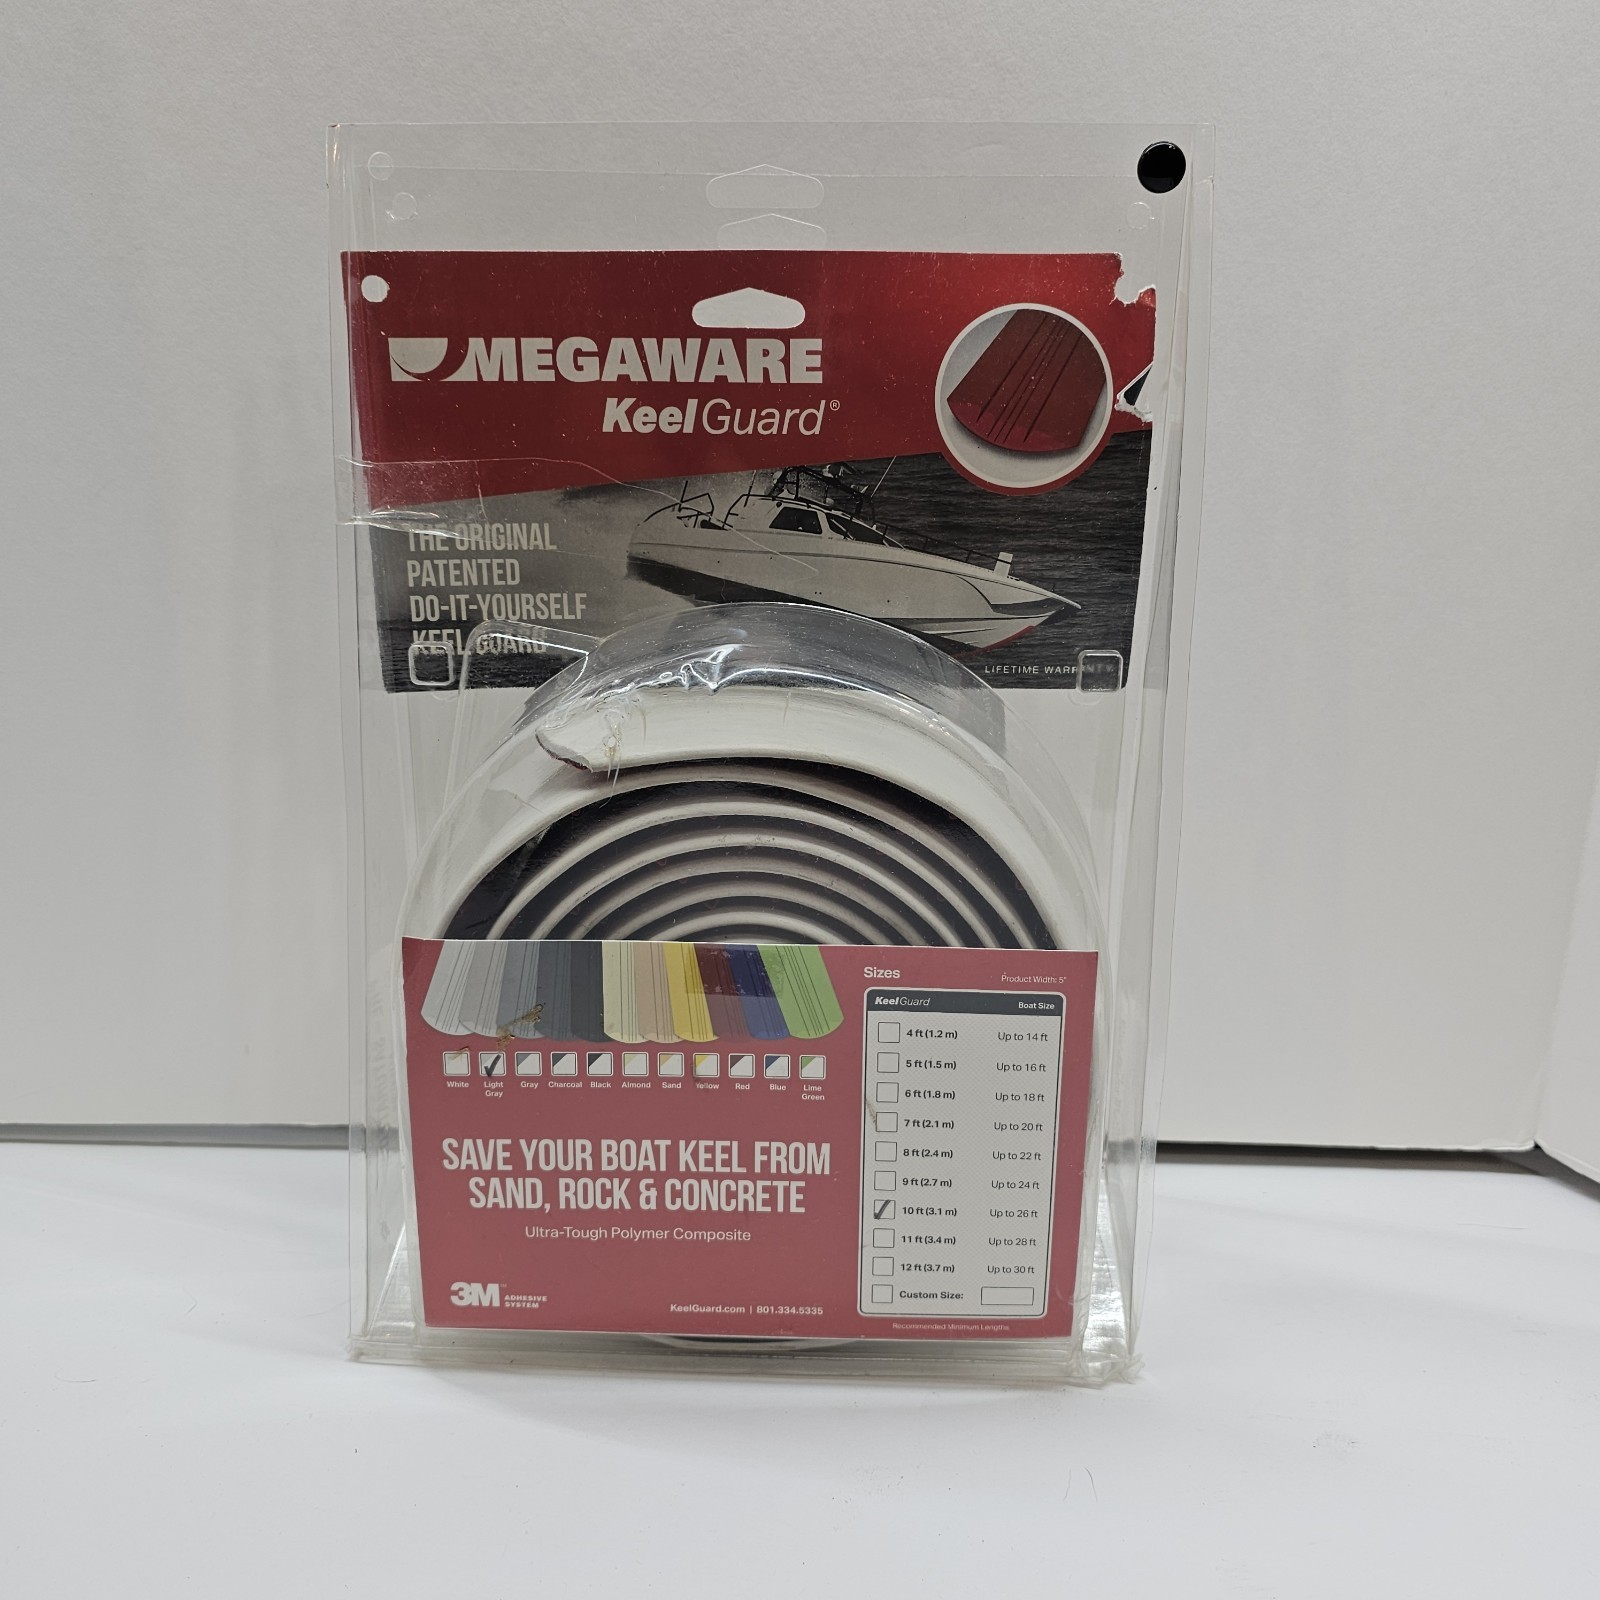 MEGAWARE
KeelGuard®
THE ORIGINAL
PATENTED
DO-IT-YOURSELF
KEEL GUARD
LIFETIME WARRANTY
White
Light
Gray
Gray
Charcoal
Black
Almond
Sand
Yellow
Red
Blue
Lime
Green
SAVE YOUR BOAT KEEL FROM
SAND, ROCK & CONCRETE
Ultra-Tough Polymer Composite
3M™ ADHESIVE
SYSTEM
KeelGuard.com | 801.334.5335
Sizes Product Width: 5"
KeelGuard Boat Size
4 ft (1.2 m) Up to 14 ft
5 ft (1.5 m) Up to 16 ft
6 ft (1.8 m) Up to 18 ft
7 ft (2.1 m) Up to 20 ft
8 ft (2.4 m) Up to 22 ft
9 ft (2.7 m) Up to 24 ft
10 ft (3.1 m) Up to 26 ft
11 ft (3.4 m) Up to 28 ft
12 ft (3.7 m) Up to 30 ft
Custom Size:
Recommended Minimum Lengths